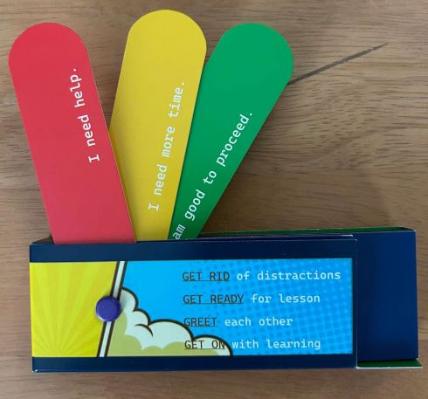 I need help.
I need more time.
am good to proceed.
GET RID of distractions
GET READY for lesson
GREET each other
GET ON with learning